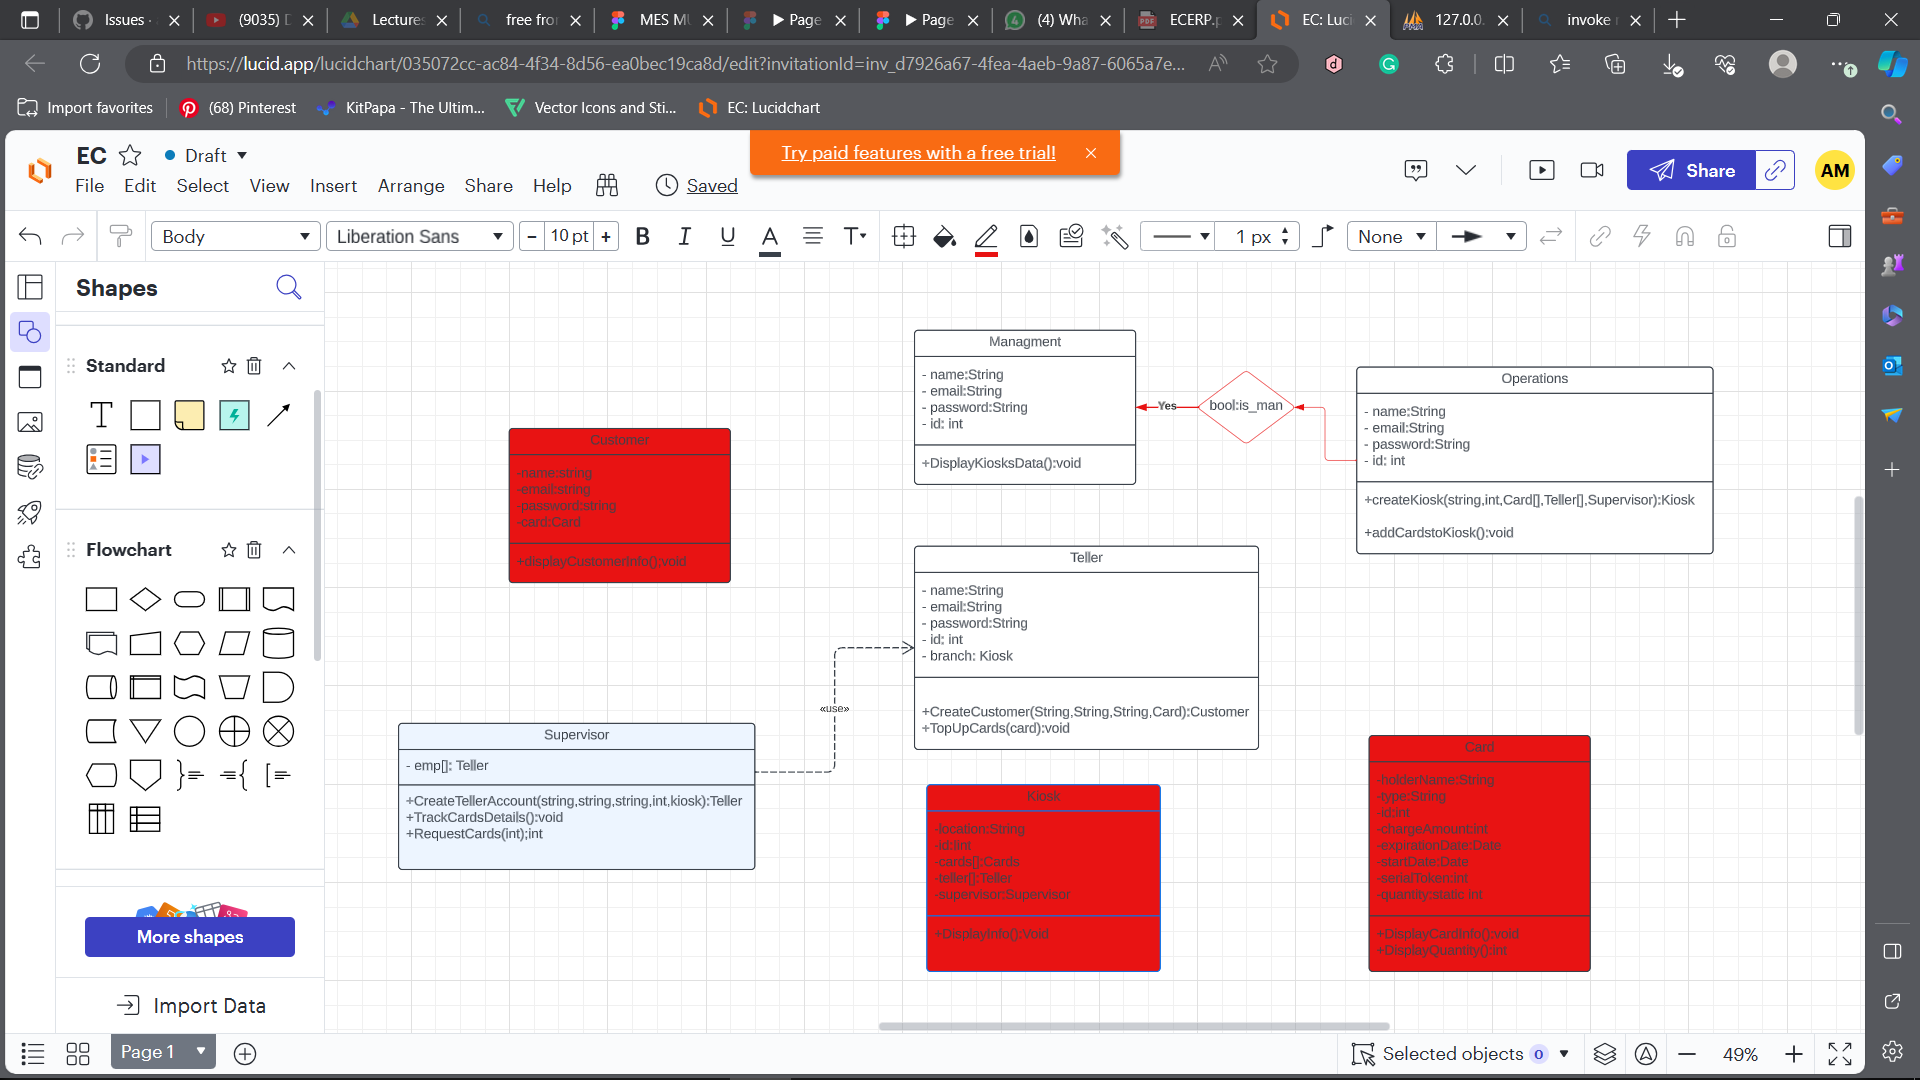 Issues ·
(9035) D
Lectures
free from
MES MU
▶ Page
▶ Page
(4) Wha
ECERP.p
EC: Luci
127.0.0.
invoke r
https://lucid.app/lucidchart/035072cc-ac84-4f34-8d56-ea0bec19ca8d/edit?invitationId=inv_d7926a67-4fea-4aeb-9a87-6065a7e...
Import favorites
(68) Pinterest
KitPapa - The Ultim...
Vector Icons and Sti...
EC: Lucidchart
EC
Draft
Try paid features with a free trial!
File
Edit
Select
View
Insert
Arrange
Share
Help
Saved
Share
AM
Body
Liberation Sans
10 pt
B
I
U
A
1 px
None
Shapes
Standard
Flowchart
More shapes
Import Data
Managment
- name:String
- email:String
- password:String
- id: int
+DisplayKiosksData():void
Yes
bool:is_man
Operations
- name:String
- email:String
- password:String
- id: int
+createKiosk(string,int,Card[],Teller[],Supervisor):Kiosk
+addCardstoKiosk():void
Customer
-name:string
-email:string
-password:string
-card:Card
+displayCustomerInfo();void
Teller
- name:String
- email:String
- password:String
- id: int
- branch: Kiosk
+CreateCustomer(String,String,String,Card):Customer
+TopUpCards(card):void
«use»
Supervisor
- emp[]: Teller
+CreateTellerAccount(string,string,string,int,kiosk):Teller
+TrackCardsDetails():void
+RequestCards(int);int
Kiosk
-location:String
-id:Iint
-cards[]:Cards
-teller[]:Teller
-supervisor:Supervisor
+DisplayInfo():Void
Card
-holderName:String
-type:String
-id:int
-chargeAmount:int
-expirationDate:Date
-startDate:Date
-serialToken:int
-quantity:static int
+DisplayCardInfo():void
+DisplayQuantity():int
Page 1
Selected objects 0
49%